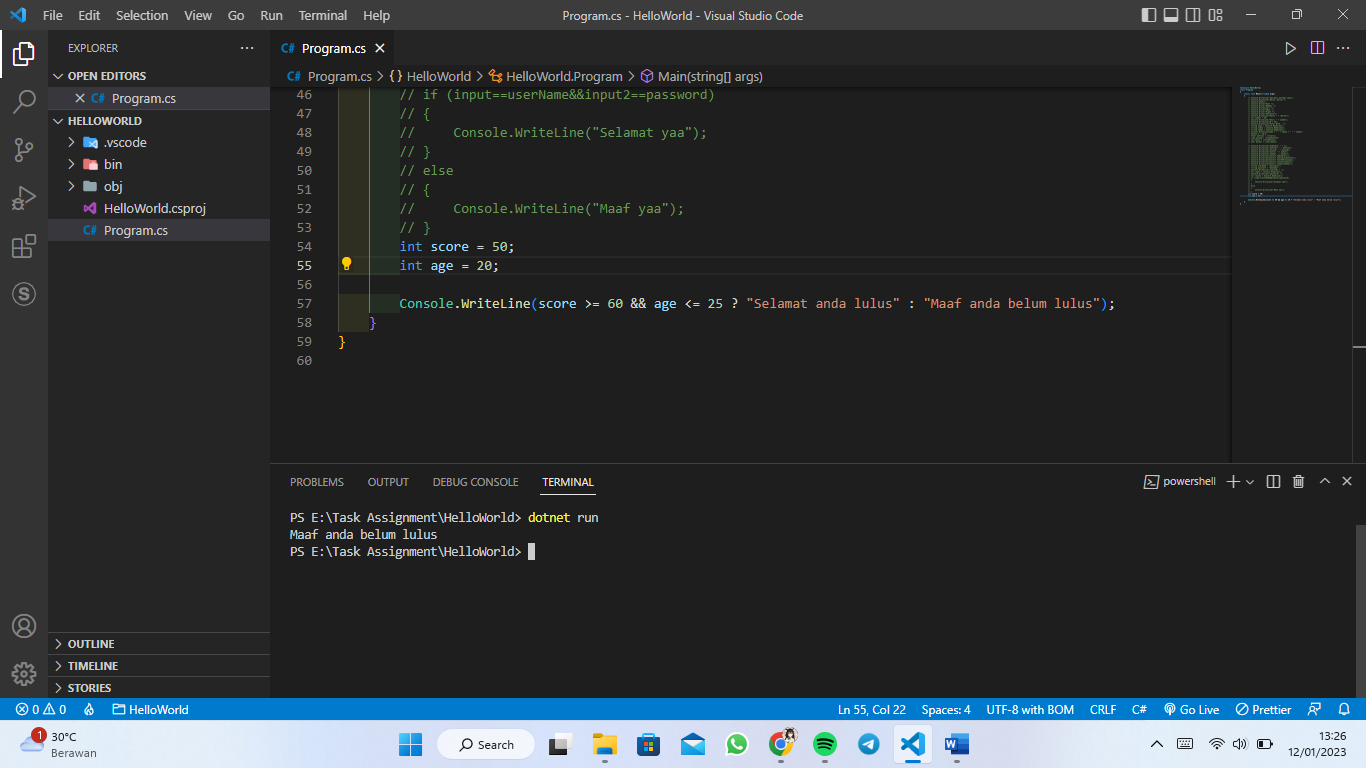 File Edit Selection View Go Run Terminal Help
Program.cs - HelloWorld - Visual Studio Code
EXPLORER
OPEN EDITORS
C# Program.cs
HELLOWORLD
.vscode
bin
obj
HelloWorld.csproj
C# Program.cs
OUTLINE
TIMELINE
STORIES
C# Program.cs
C# Program.cs > {} HelloWorld > HelloWorld.Program > Main(string[] args)
46 // if (input==userName&&input2==password)
47 // {
48 //     Console.WriteLine("Selamat yaa");
49 // }
50 // else
51 // {
52 //     Console.WriteLine("Maaf yaa");
53 // }
54 int score = 50;
55 int age = 20;
56
57 Console.WriteLine(score >= 60 && age <= 25 ? "Selamat anda lulus" : "Maaf anda belum lulus");
58 }
59 }
60
PROBLEMS OUTPUT DEBUG CONSOLE TERMINAL
powershell
PS E:\Task Assignment\HelloWorld> dotnet run
Maaf anda belum lulus
PS E:\Task Assignment\HelloWorld>
0 0 HelloWorld
Ln 55, Col 22 Spaces: 4 UTF-8 with BOM CRLF C# Go Live Prettier
1
30°C
Berawan
Search
13:26
12/01/2023